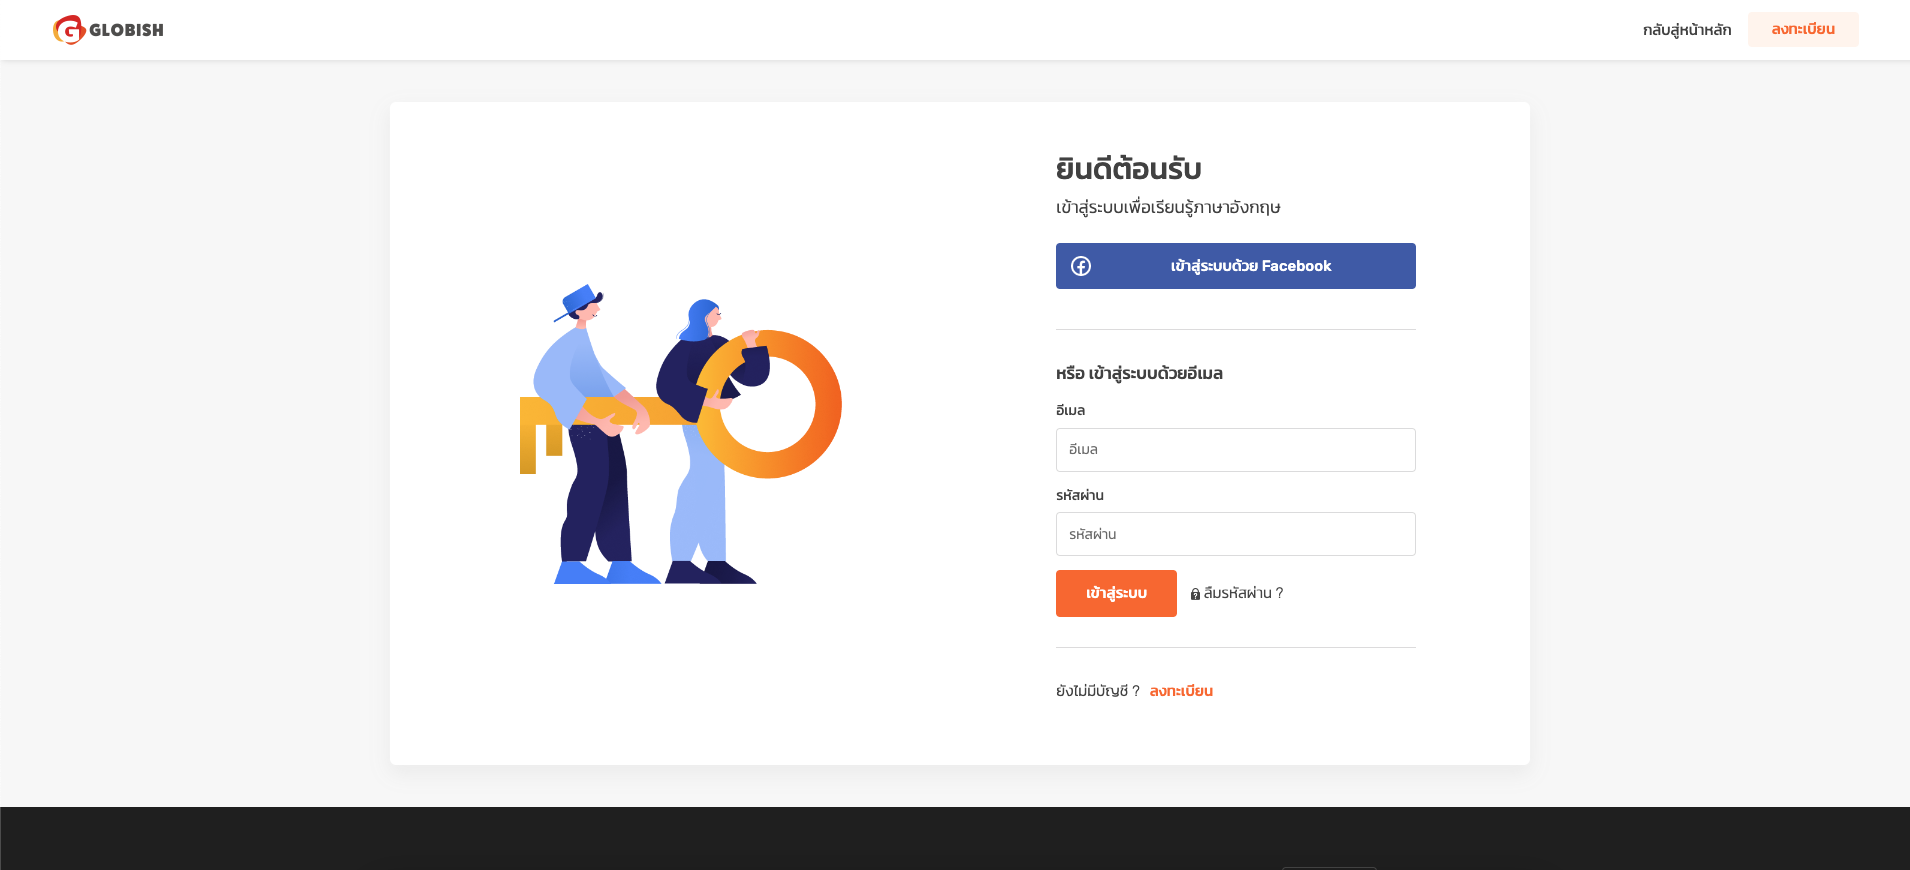 GLOBISH
กลับสู่หน้าหลัก
ลงทะเบียน
ยินดีต้อนรับ
เข้าสู่ระบบเพื่อเรียนรู้ภาษาอังกฤษ
เข้าสู่ระบบด้วย Facebook
หรือ เข้าสู่ระบบด้วยอีเมล
อีเมล
อีเมล
รหัสผ่าน
รหัสผ่าน
เข้าสู่ระบบ
ลืมรหัสผ่าน ?
ยังไม่มีบัญชี ? ลงทะเบียน